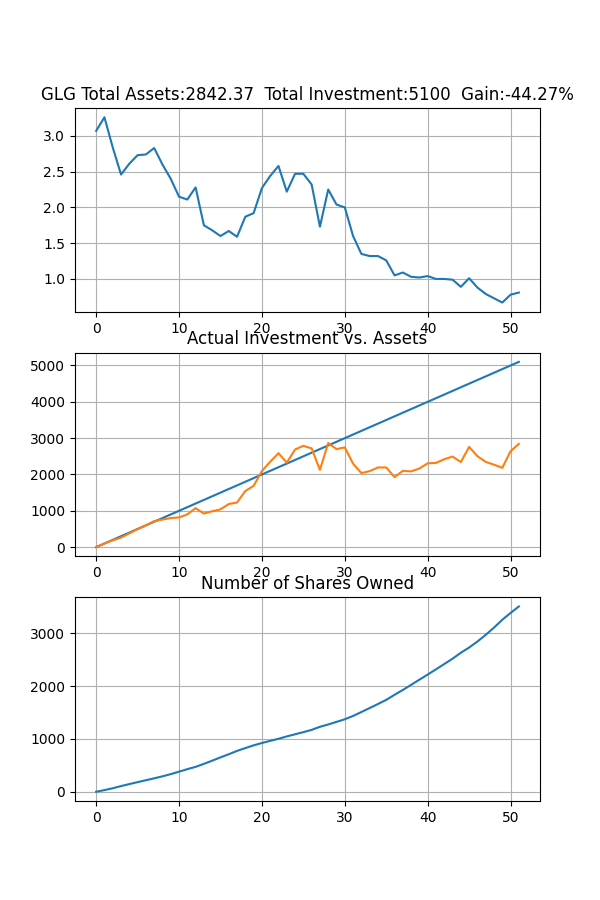 GLG Total Assets:2842.37  Total Investment:5100  Gain:-44.27%
3.0
2.5
2.0
1.5
1.0
0 10 20 30 40 50
Actual Investment vs. Assets
5000
4000
3000
2000
1000
0
0 10 20 30 40 50
Number of Shares Owned
3000
2000
1000
0
0 10 20 30 40 50